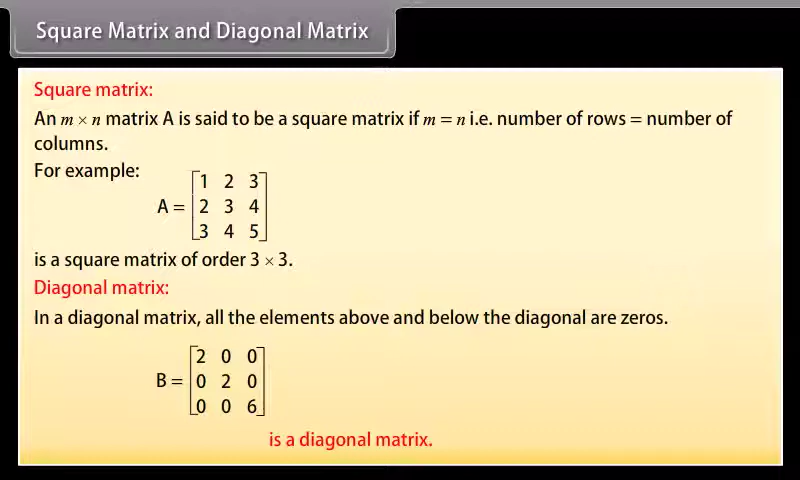 Square Matrix and Diagonal Matrix
Square matrix:
An m × n matrix A is said to be a square matrix if m = n i.e. number of rows = number of
columns.
For example:
1 2 3
A = 2 3 4
3 4 5
is a square matrix of order 3 × 3.
Diagonal matrix:
In a diagonal matrix, all the elements above and below the diagonal are zeros.
2 0 0
B = 0 2 0
0 0 6
is a diagonal matrix.